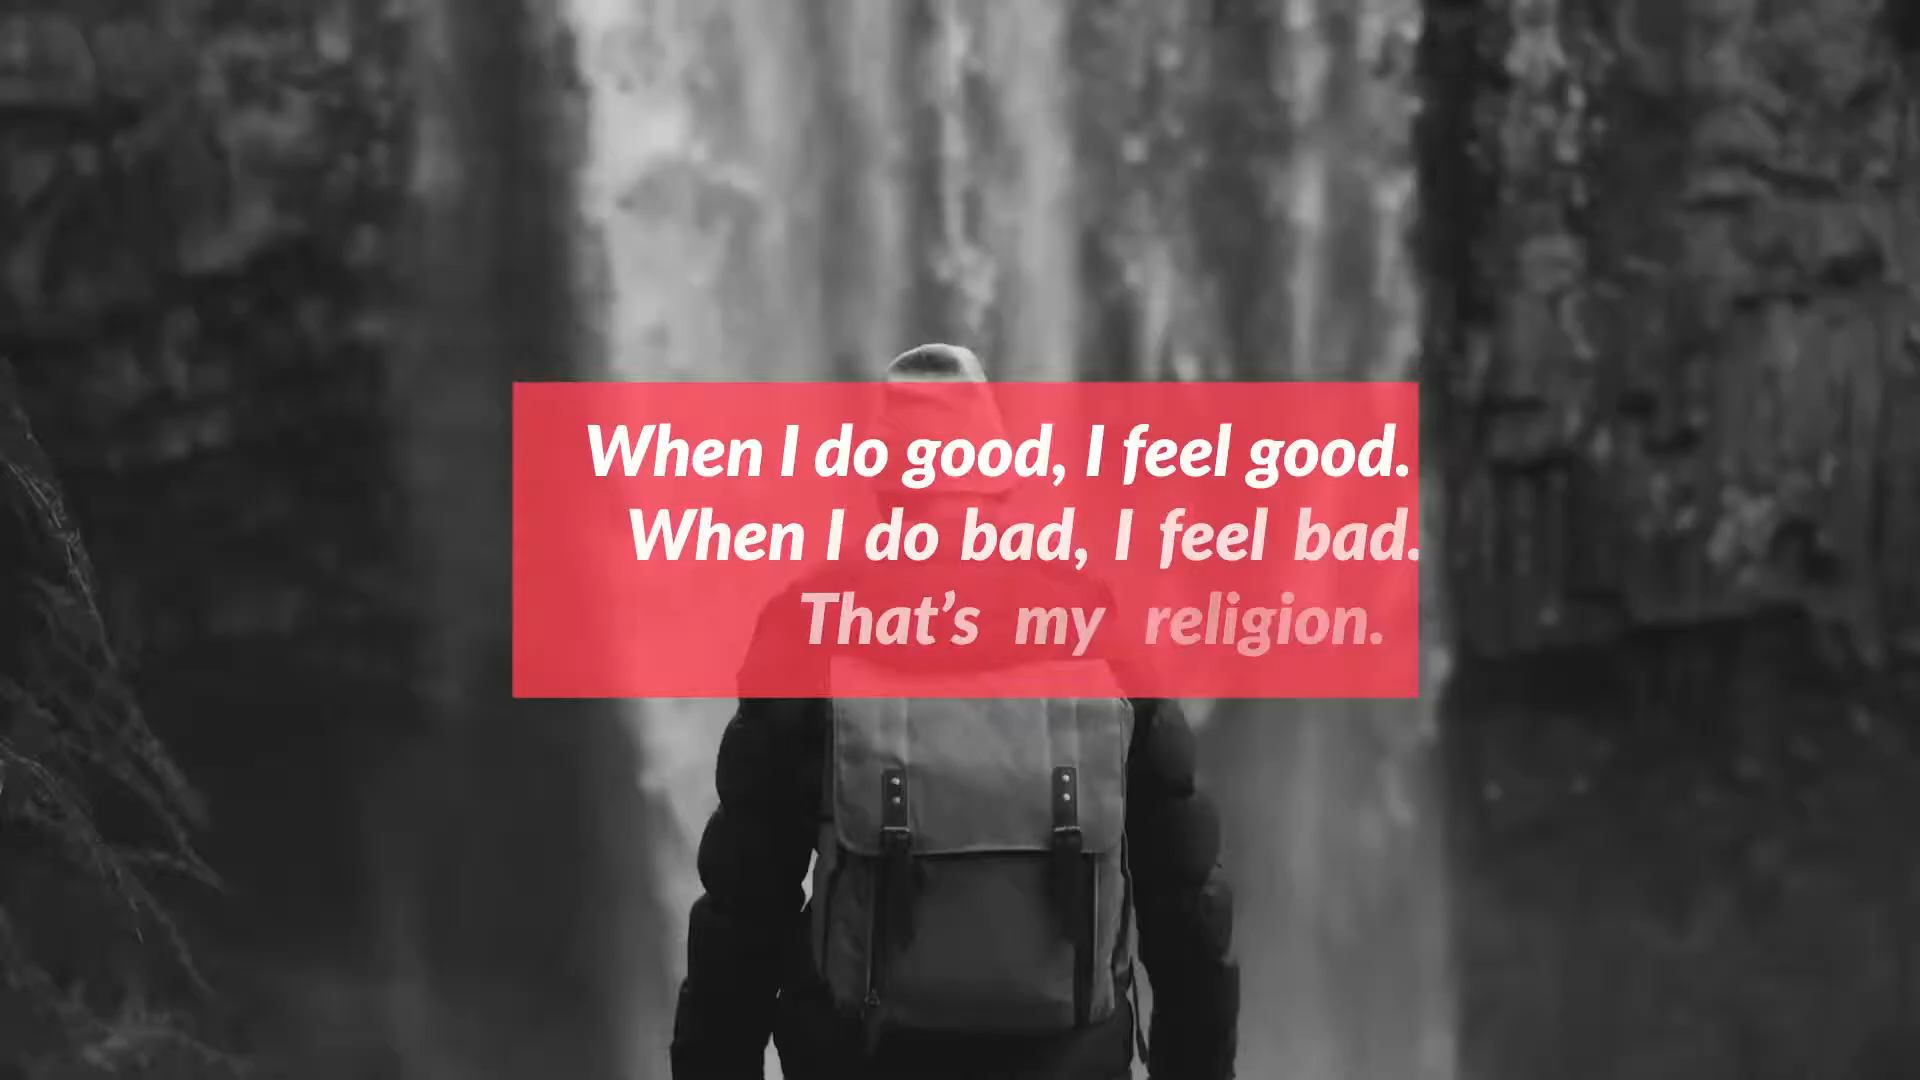 When I do good, I feel good.
When I do bad, I feel bad.
That’s my religion.